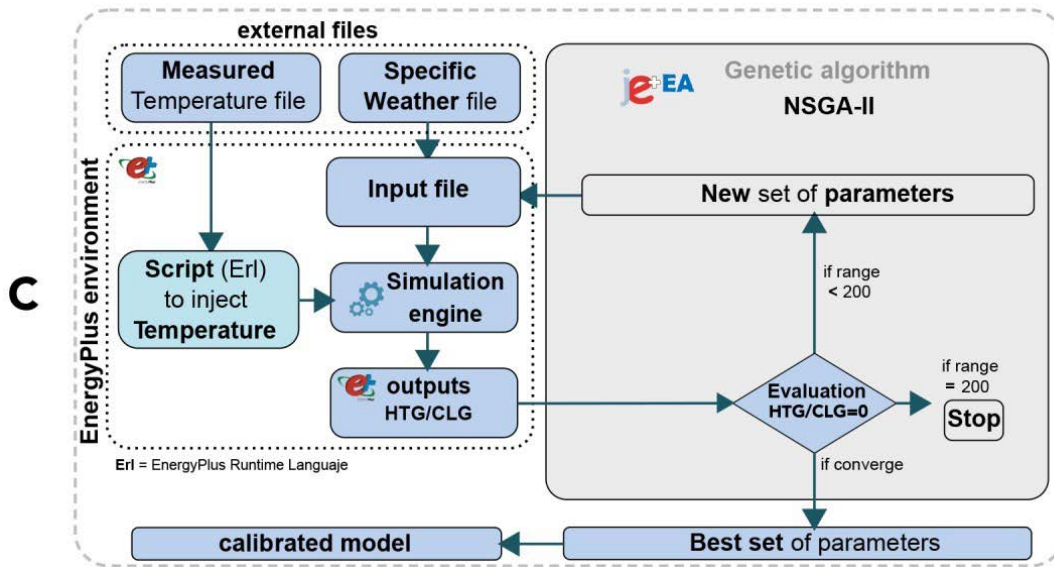 external files
Measured
Temperature file
Specific
Weather file
Genetic algorithm
NSGA-II
je+EA
EnergyPlus environment
Input file
New set of parameters
Script (Erl)
to inject
Temperature
Simulation
engine
if range
< 200
outputs
HTG/CLG
Evaluation
HTG/CLG=0
if range
= 200
Stop
Erl = EnergyPlus Runtime Languaje
if converge
calibrated model
Best set of parameters
C